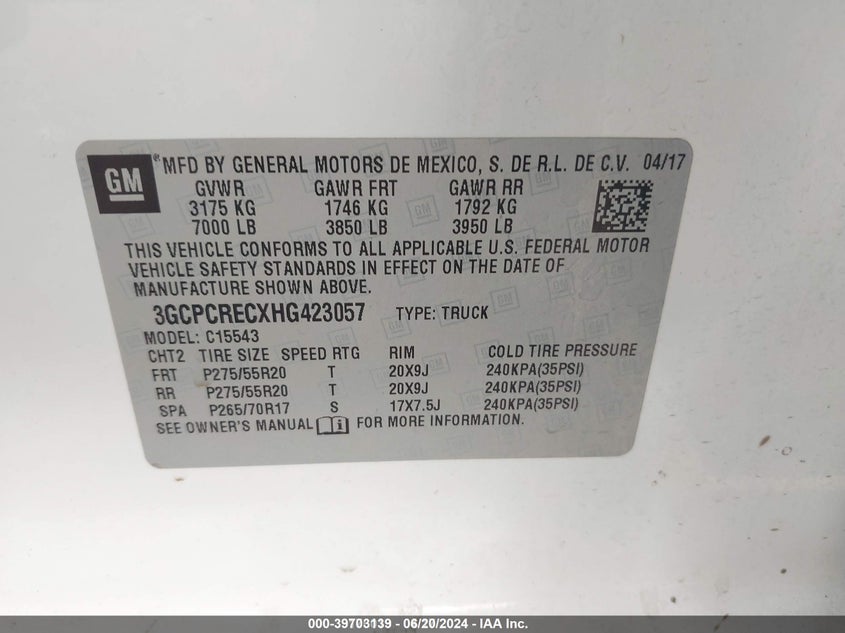 GM ®MFD BY GENERAL MOTORS DE MEXICO, S. DE R.L. DE C.V. 04/17
GVWR GAWR FRT GAWR RR
3175 KG 1746 KG 1792 KG
7000 LB 3850 LB 3950 LB
THIS VEHICLE CONFORMS TO ALL APPLICABLE U.S. FEDERAL MOTOR
VEHICLE SAFETY STANDARDS IN EFFECT ON THE DATE OF
MANUFACTURE SHOWN ABOVE.
3GCPCRECXHG423057 TYPE: TRUCK
MODEL: C15543
CHT2 TIRE SIZE SPEED RTG RIM COLD TIRE PRESSURE
FRT P275/55R20 T 20X9J 240KPA(35PSI)
RR P275/55R20 T 20X9J 240KPA(35PSI)
SPA P265/70R17 S 17X7.5J 240KPA(35PSI)
SEE OWNER'S MANUAL FOR MORE INFORMATION.
000-39703139 - 06/20/2024 - IAA Inc.